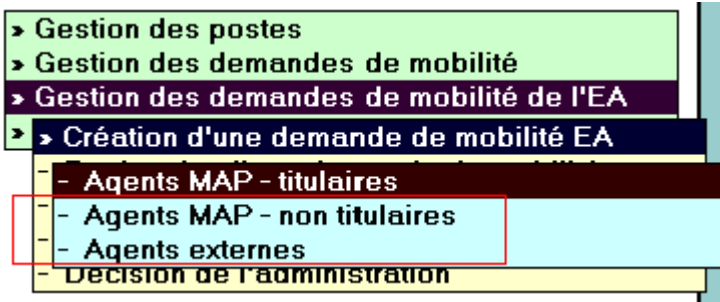 » Gestion des postes
» Gestion des demandes de mobilité
» Gestion des demandes de mobilité de l'EA
»
» Création d'une demande de mobilité EA
- Agents MAP - titulaires
- Agents MAP - non titulaires
- Agents externes
- Décision de l'administration